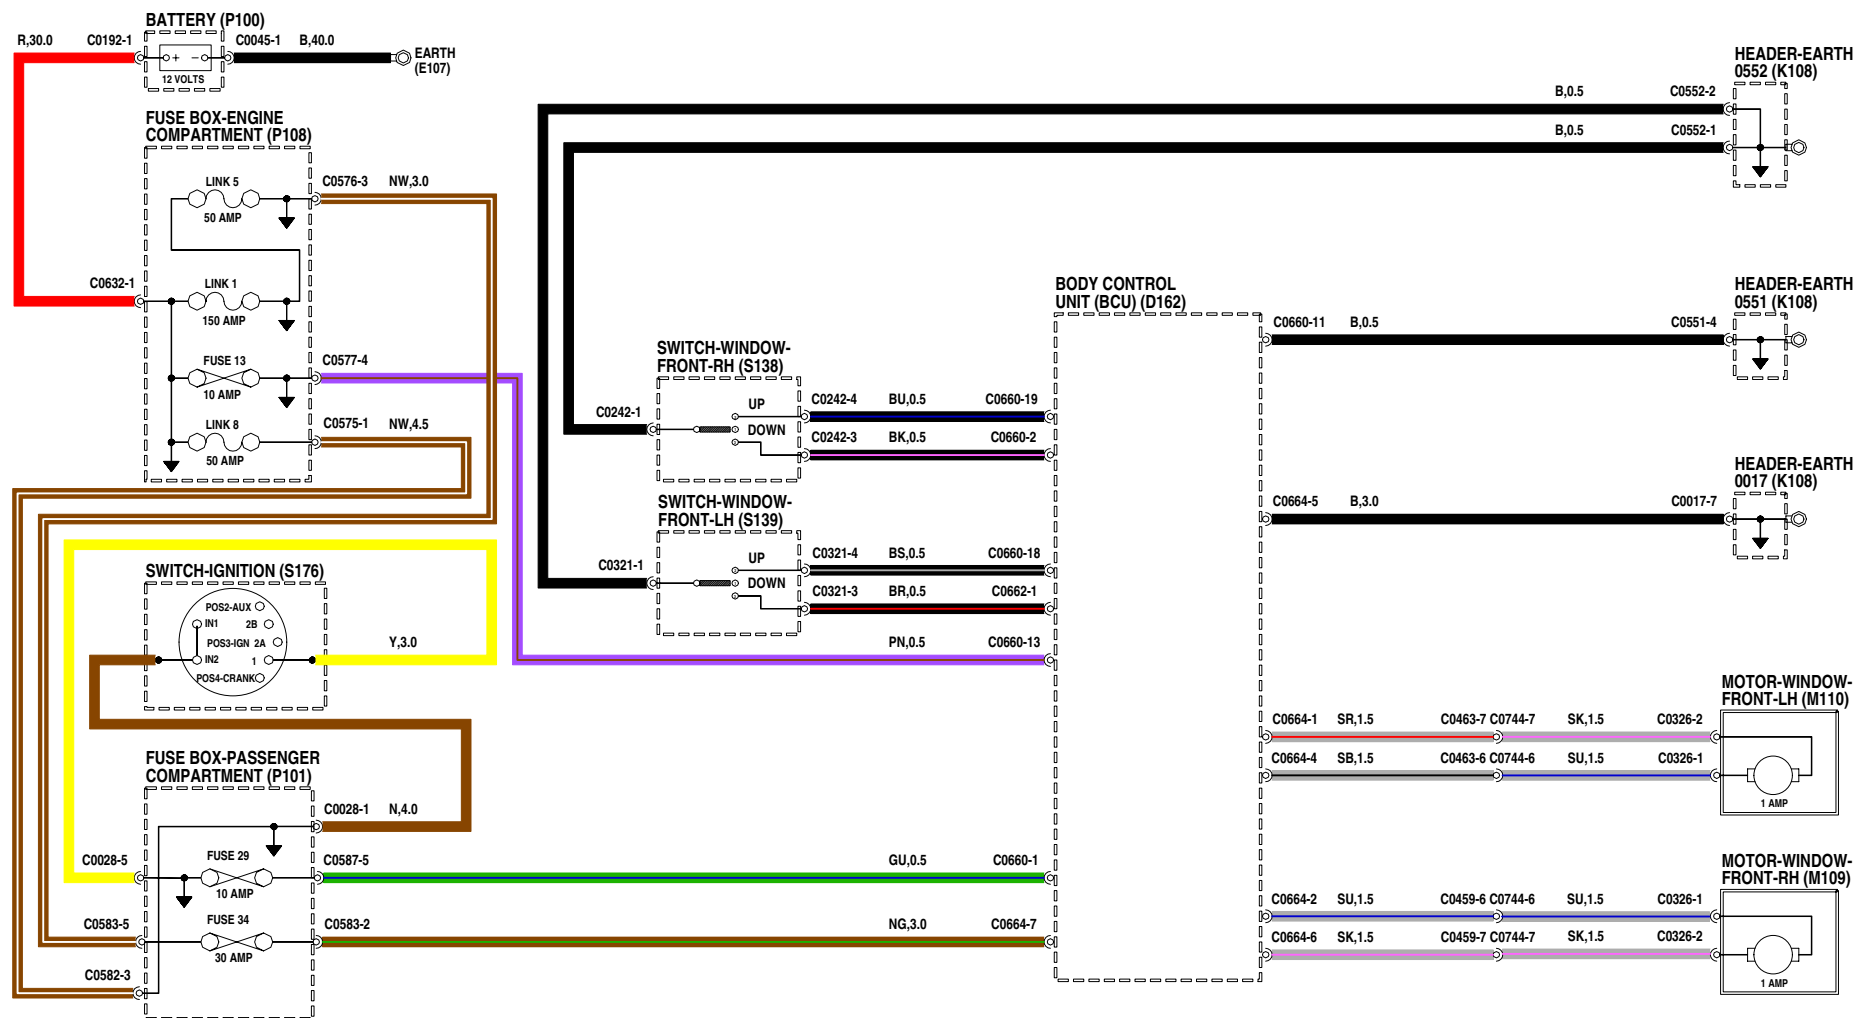 BATTERY (P100)
R,30.0 C0192-1 C0045-1 B,40.0
+ −
12 VOLTS
EARTH
(E107)
FUSE BOX-ENGINE
COMPARTMENT (P108)
LINK 5
50 AMP
C0576-3 NW,3.0
C0632-1
LINK 1
150 AMP
FUSE 13
10 AMP
C0577-4
C0575-1 NW,4.5
LINK 8
50 AMP
SWITCH-IGNITION (S176)
POS2-AUX
IN1 2B
POS3-IGN 2A
IN2 1
POS4-CRANK
Y,3.0
FUSE BOX-PASSENGER
COMPARTMENT (P101)
C0028-1 N,4.0
C0028-5
FUSE 29
10 AMP
C0587-5 GU,0.5 C0660-1
C0583-5
FUSE 34
30 AMP
C0583-2 NG,3.0 C0664-7
C0582-3
SWITCH-WINDOW-
FRONT-RH (S138)
C0242-1
UP
DOWN
C0242-4 BU,0.5 C0660-19
C0242-3 BK,0.5 C0660-2
SWITCH-WINDOW-
FRONT-LH (S139)
C0321-1
UP
DOWN
C0321-4 BS,0.5 C0660-18
C0321-3 BR,0.5 C0662-1
PN,0.5 C0660-13
BODY CONTROL
UNIT (BCU) (D162)
HEADER-EARTH
0552 (K108)
B,0.5 C0552-2
B,0.5 C0552-1
HEADER-EARTH
0551 (K108)
C0660-11 B,0.5 C0551-4
HEADER-EARTH
0017 (K108)
C0664-5 B,3.0 C0017-7
MOTOR-WINDOW-
FRONT-LH (M110)
C0664-1 SR,1.5 C0463-7 C0744-7 SK,1.5 C0326-2
C0664-4 SB,1.5 C0463-6 C0744-6 SU,1.5 C0326-1
1 AMP
MOTOR-WINDOW-
FRONT-RH (M109)
C0664-2 SU,1.5 C0459-6 C0744-6 SU,1.5 C0326-1
C0664-6 SK,1.5 C0459-7 C0744-7 SK,1.5 C0326-2
1 AMP